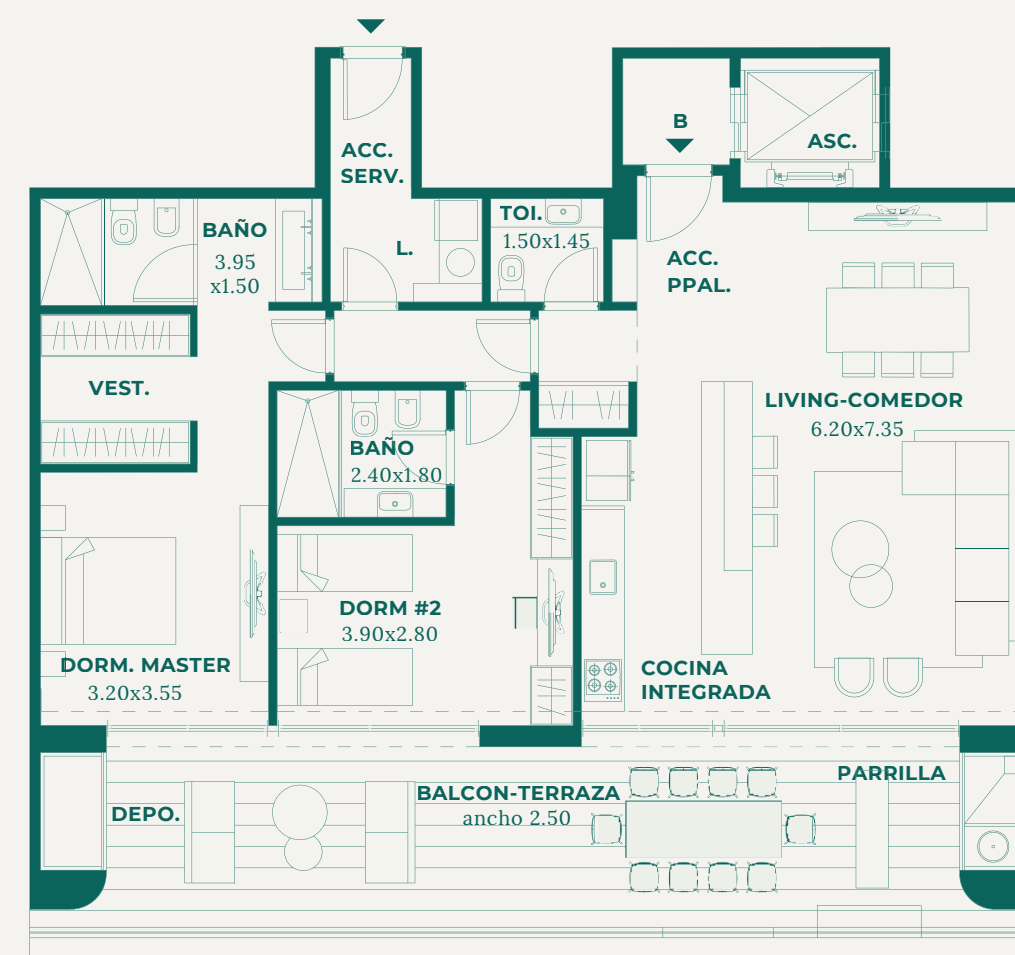 B
ASC.
ACC.
SERV.
TOI.
1.50x1.45
BAÑO
3.95
x1.50
L.
ACC.
PPAL.
VEST.
LIVING-COMEDOR
6.20x7.35
BAÑO
2.40x1.80
DORM #2
3.90x2.80
DORM. MASTER
3.20x3.55
COCINA
INTEGRADA
PARRILLA
BALCON-TERRAZA
ancho 2.50
DEPO.